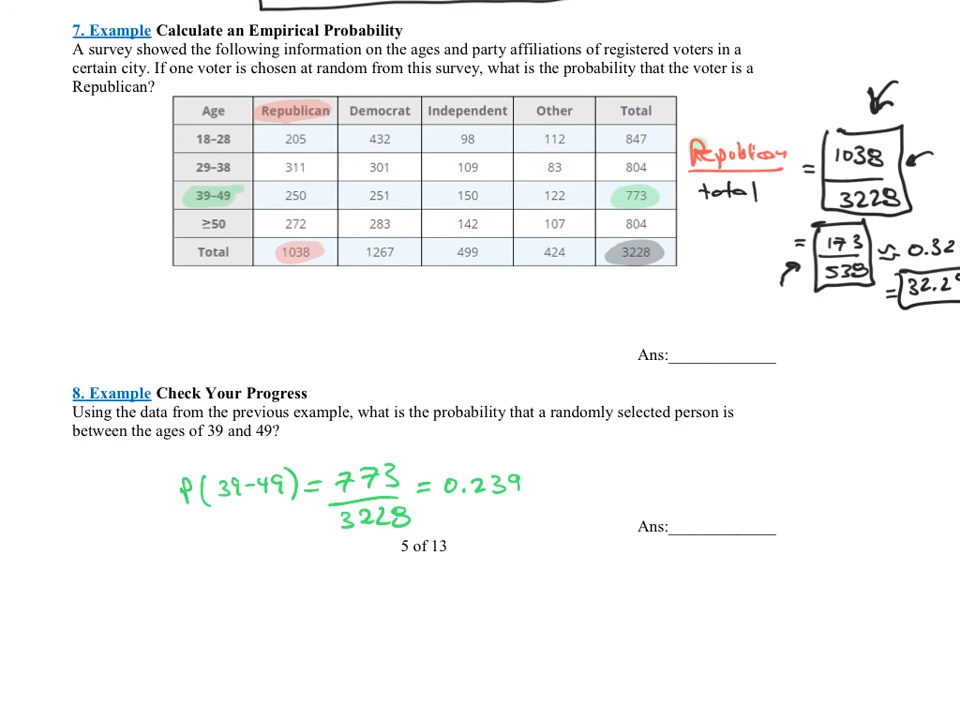 7. Example Calculate an Empirical Probability
A survey showed the following information on the ages and party affiliations of registered voters in a
certain city. If one voter is chosen at random from this survey, what is the probability that the voter is a
Republican?
Age Republican Democrat Independent Other Total
18–28 205 432 98 112 847
29–38 311 301 109 83 804
39–49 250 251 150 122 773
≥50 272 283 142 107 804
Total 1038 1267 499 424 3228
Republican
total
= 1038
3228
= 173
538
≈ 0.32
= 32.2
Ans:____________
8. Example Check Your Progress
Using the data from the previous example, what is the probability that a randomly selected person is
between the ages of 39 and 49?
P(39-49) = 773
3228
= 0.239
Ans:____________
5 of 13